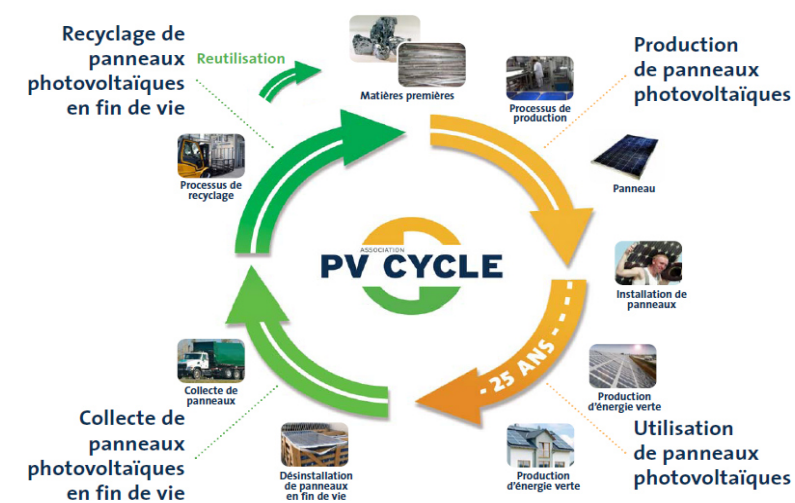 Recyclage de
panneaux
photovoltaïques
en fin de vie
Reutilisation
Matières premières
Processus de
production
Production
de panneaux
photovoltaïques
Processus de
recyclage
Panneau
ASSOCIATION
PV CYCLE
Installation de
panneaux
- 25 ANS -
Collecte de
panneaux
Production
d'énergie verte
Collecte de
panneaux
photovoltaïques
en fin de vie
Désinstallation
de panneaux
en fin de vie
Production
d'énergie verte
Utilisation
de panneaux
photovoltaïques